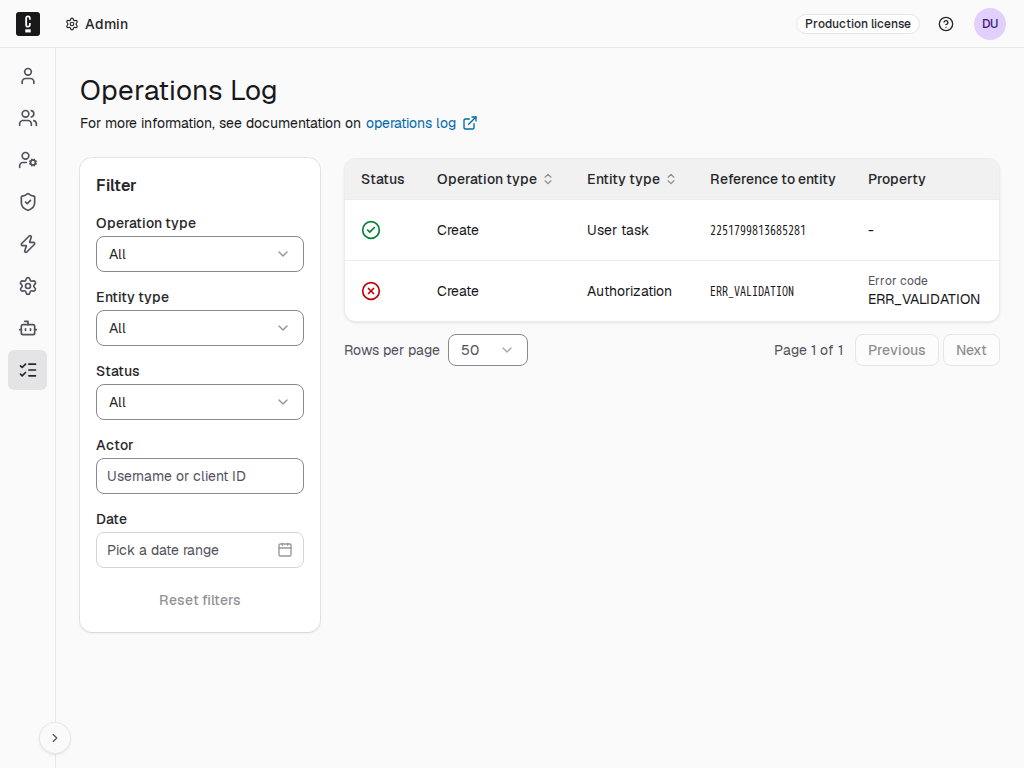 Admin
Production license
DU
Operations Log
For more information, see documentation on operations log
Filter
Operation type
All
Entity type
All
Status
All
Actor
Username or client ID
Date
Pick a date range
Reset filters
Status Operation type Entity type Reference to entity Property
Create User task 2251799813685281 -
Create Authorization ERR_VALIDATION Error code
ERR_VALIDATION
Rows per page 50 Page 1 of 1 Previous Next